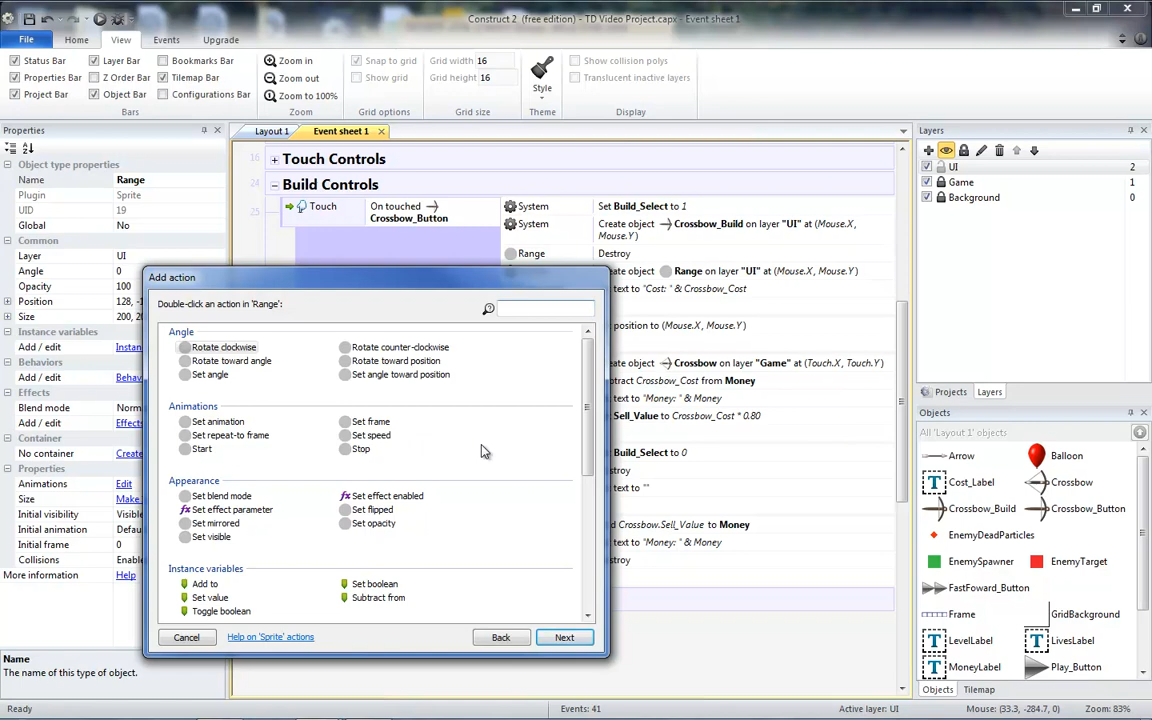 Construct 2 (free edition) - TD Video Project.capx - Event sheet 1
File Home View Events Upgrade
Status Bar Layer Bar Bookmarks Bar Zoom in Snap to grid Grid width 16 Show collision polys
Properties Bar Z Order Bar Tilemap Bar Zoom out Show grid Grid height 16 Translucent inactive layers
Project Bar Object Bar Configurations Bar Zoom to 100% Style
Bars Zoom Grid options Grid size Theme Display
Properties
Object type properties
Name Range
Plugin Sprite
UID 19
Global No
Common
Layer UI
Angle 0
Opacity 100
Position
Size 200, 20
Instance variables
Add / edit Instan
Behaviors
Add / edit Behav
Effects
Blend mode Norm
Add / edit Effect
Container
No container Create
Properties
Animations Edit
Size Make
Initial visibility Visible
Initial animation Defau
Initial frame 0
Collisions Enable
More information Help
Name
The name of this type of object.
Layout 1 Event sheet 1
16 Touch Controls
24 Build Controls
25 Touch On touched Crossbow_Button
System Set Build_Select to 1
System Create object Crossbow_Build on layer "UI" at (Mouse.X, Mouse.Y)
Range Destroy
eate object Range on layer "UI" at (Mouse.X, Mouse.Y)
text to "Cost: " & Crossbow_Cost
position to (Mouse.X, Mouse.Y)
eate object Crossbow on layer "Game" at (Touch.X, Touch.Y)
btract Crossbow_Cost from Money
text to "Money: " & Money
Sell_Value to Crossbow_Cost * 0.80
Build_Select to 0
stroy
text to ""
d Crossbow.Sell_Value to Money
text to "Money: " & Money
stroy
Add action
Double-click an action in 'Range':
Angle
Rotate clockwise Rotate counter-clockwise
Rotate toward angle Rotate toward position
Set angle Set angle toward position
Animations
Set animation Set frame
Set repeat-to frame Set speed
Start Stop
Appearance
Set blend mode Set effect enabled
Set effect parameter Set flipped
Set mirrored Set opacity
Set visible
Instance variables
Add to Set boolean
Set value Subtract from
Toggle boolean
Cancel Help on 'Sprite' actions Back Next
Layers
UI 2
Game 1
Background 0
Projects Layers
Objects
All 'Layout 1' objects
Arrow Balloon
Cost_Label Crossbow
Crossbow_Build Crossbow_Button
EnemyDeadParticles
EnemySpawner EnemyTarget
FastFoward_Button
Frame GridBackground
LevelLabel LivesLabel
MoneyLabel Play_Button
Objects Tilemap
Ready Events: 41 Active layer: UI Mouse: (33.3, -284.7, 0) Zoom: 83%